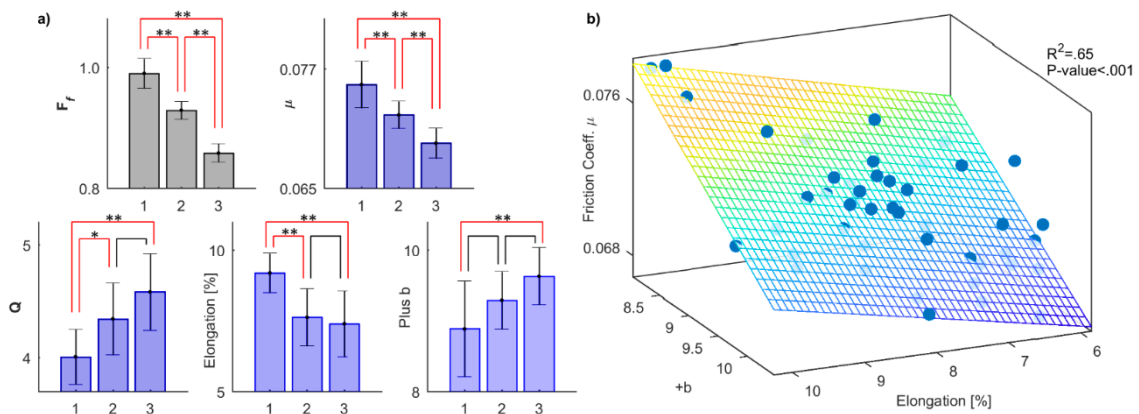 a)
**
** **
1.0
F_f
0.8
1 2 3
**
** **
0.077
μ
0.065
1 2 3
**
*
5
Q
4
1 2 3
**
**
10
Elongation [%]
5
1 2 3
**
10
Plus b
8
1 2 3
b)
R²=.65
P-value<.001
0.076
Friction Coeff. μ
0.068
8.5
9
9.5
10
+b
10 9 8 7 6
Elongation [%]